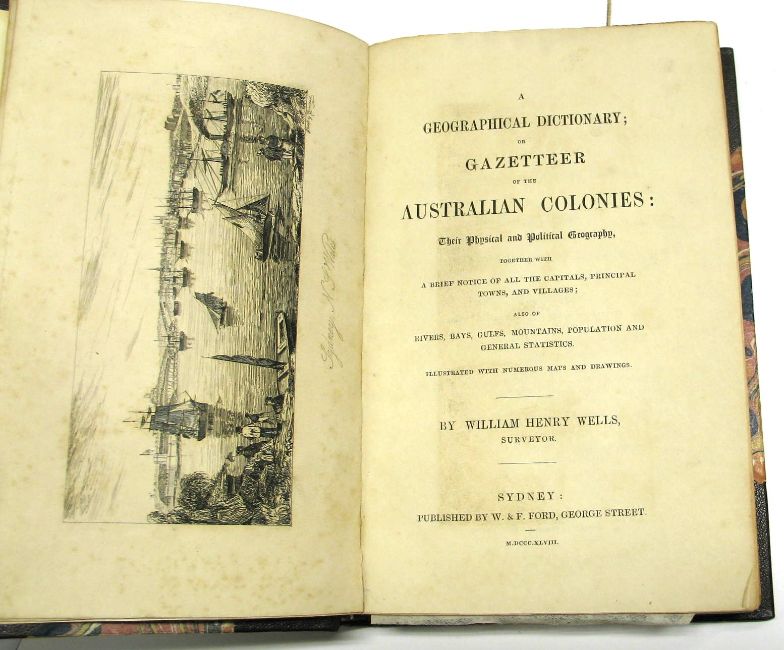 Sydney N. S. Wales
A
GEOGRAPHICAL DICTIONARY;
OR
GAZETTEER
OF THE
AUSTRALIAN COLONIES:
Their Physical and Political Geography,
TOGETHER WITH
A BRIEF NOTICE OF ALL THE CAPITALS, PRINCIPAL
TOWNS, AND VILLAGES;
ALSO OF
RIVERS, BAYS, GULFS, MOUNTAINS, POPULATION AND
GENERAL STATISTICS.
ILLUSTRATED WITH NUMEROUS MAPS AND DRAWINGS.
BY WILLIAM HENRY WELLS,
SURVEYOR.
SYDNEY:
PUBLISHED BY W. & F. FORD, GEORGE STREET.
M.DCCC.XLVIII.